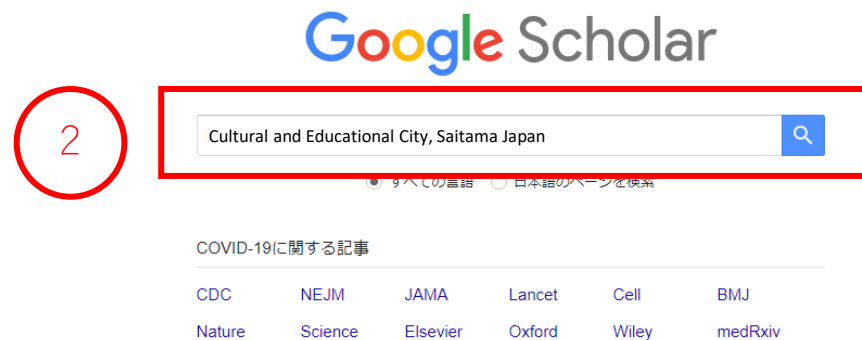 Google Scholar
2
Cultural and Educational City, Saitama Japan
すべての言語 日本語のページを検索
COVID-19に関する記事
CDC NEJM JAMA Lancet Cell BMJ
Nature Science Elsevier Oxford Wiley medRxiv